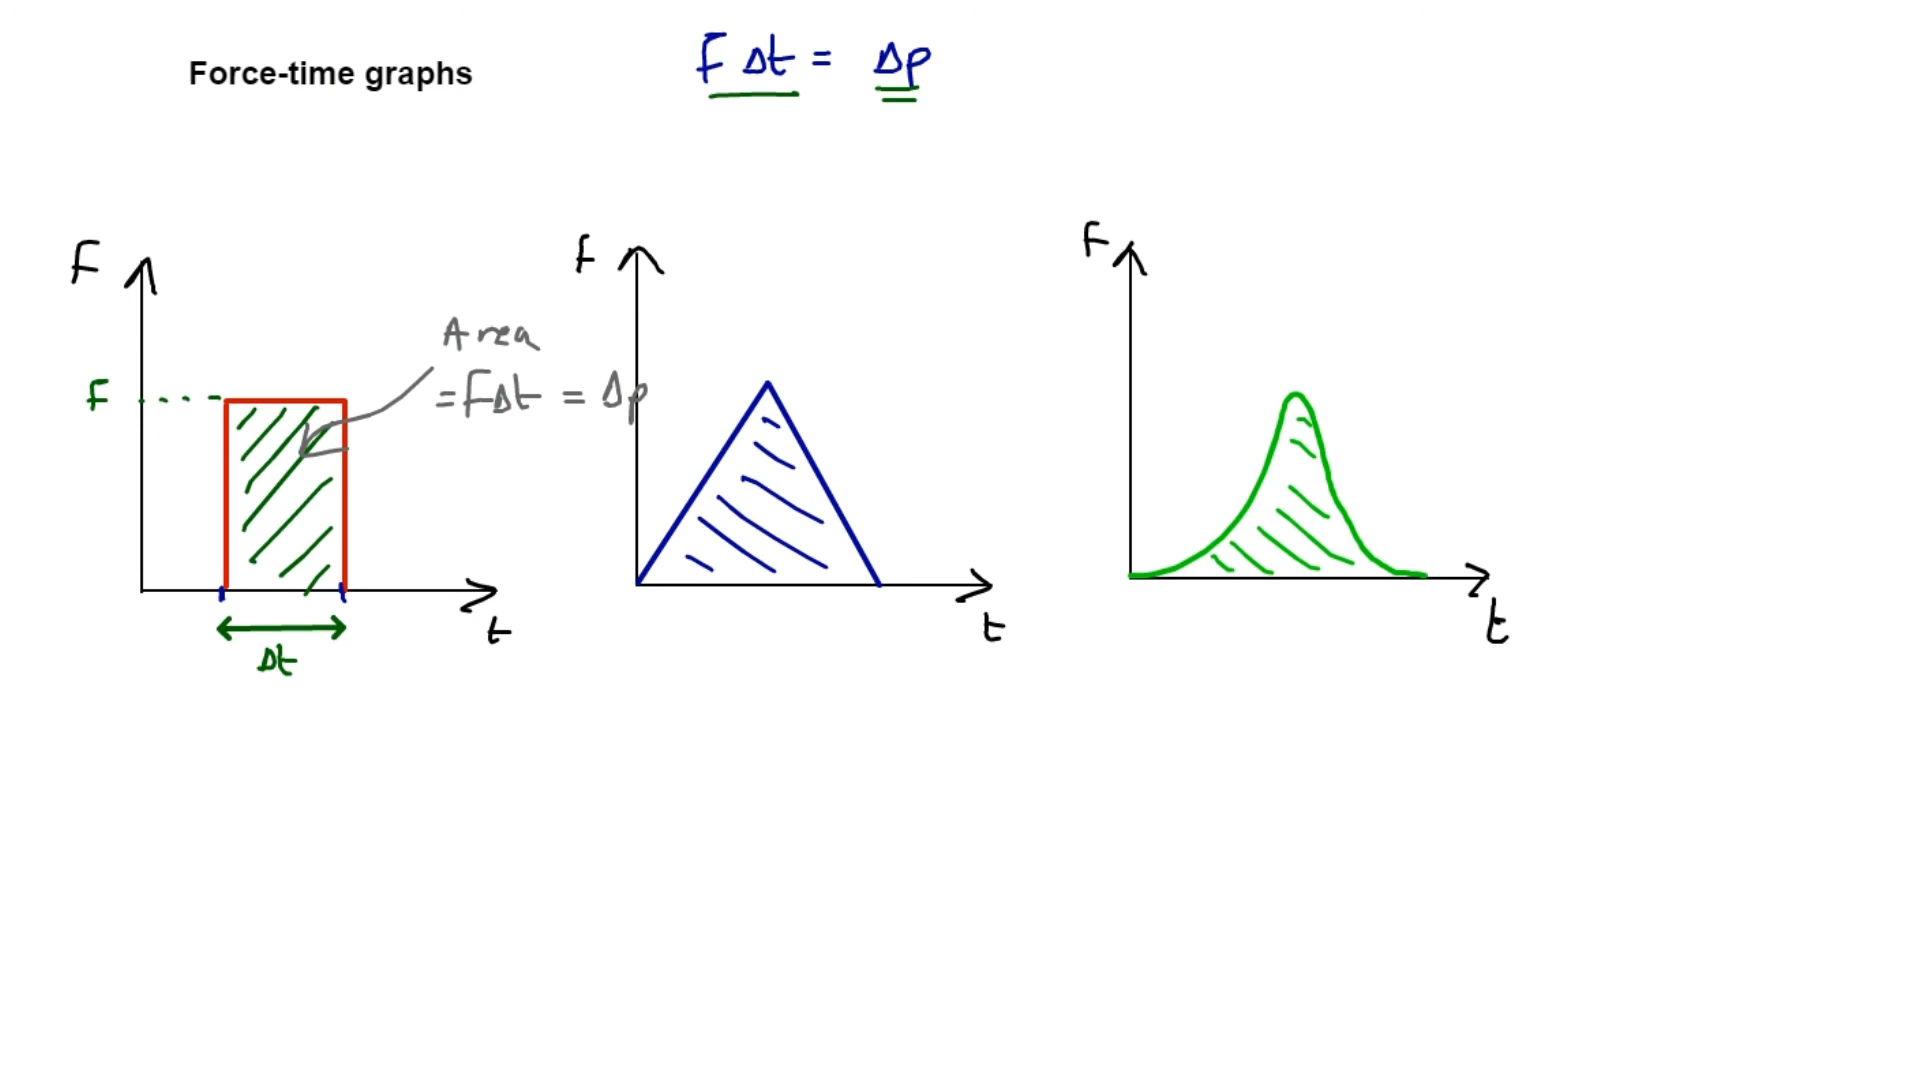 Force-time graphs
F Δt = Δp
F
F
Area
= FΔt = Δp
Δt
t
F
t
F
t